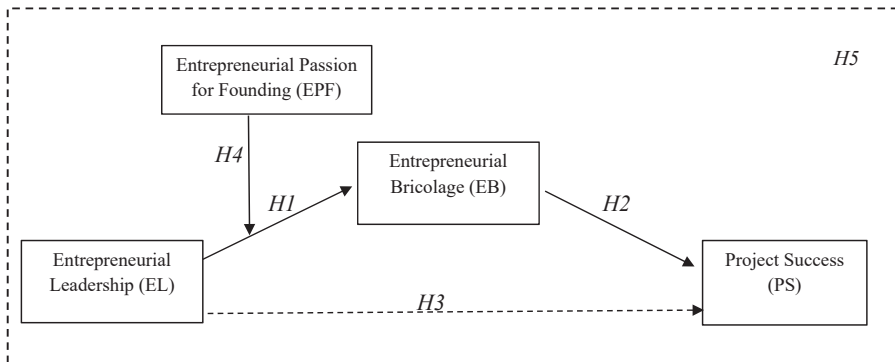 Entrepreneurial Passion
for Founding (EPF)
H5
H4
Entrepreneurial
Bricolage (EB)
H1
H2
Entrepreneurial
Leadership (EL)
Project Success
(PS)
H3